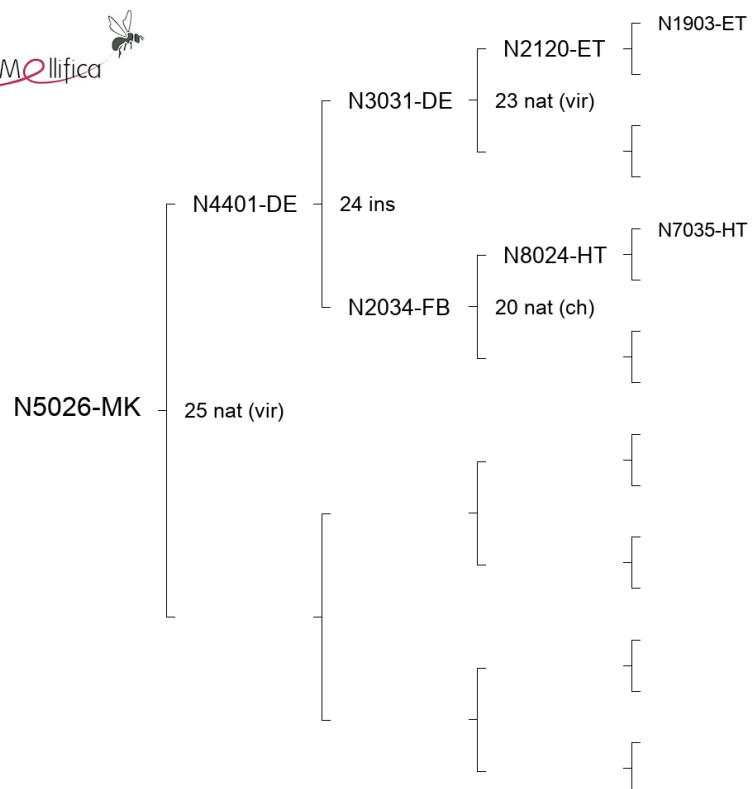 Mellifica
N1903-ET
N2120-ET
N3031-DE
23 nat (vir)
N4401-DE
24 ins
N7035-HT
N8024-HT
N2034-FB
20 nat (ch)
N5026-MK
25 nat (vir)